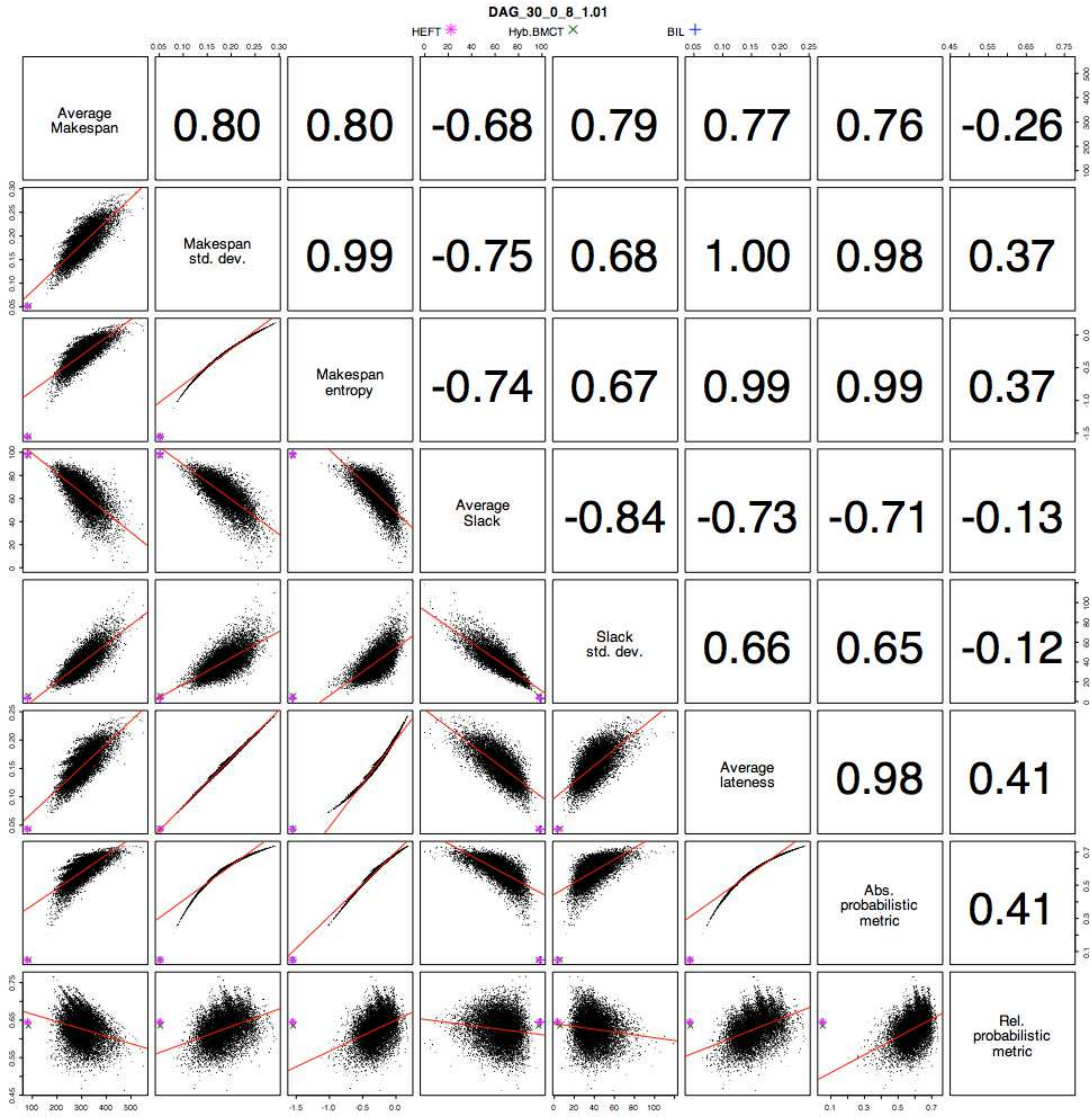 DAG_30_0_8_1.01
HEFT Hyb.BMCT BIL
0.05 0.10 0.20 0.30 0 20 40 60 80 100 0.05 0.10 0.15 0.20 0.25 0.45 0.55 0.65 0.75
Average
Makespan
0.80 0.80 -0.68 0.79 0.77 0.76 -0.26
100 200 300 400 500
0.05 0.10 0.15 0.20 0.25 0.30
Makespan
std. dev.
0.99 -0.75 0.68 1.00 0.98 0.37
Makespan
entropy
-0.74 0.67 0.99 0.99 0.37
-1.5 -1.0 -0.5 0.0
0 20 40 60 80 100
Average
Slack
-0.84 -0.73 -0.71 -0.13
Slack
std. dev.
0.66 0.65 -0.12
0 20 40 60 80 100
0.05 0.10 0.15 0.20 0.25
Average
lateness
0.98 0.41
Abs.
probabilistic
metric
0.41
0.1 0.3 0.5 0.7
0.45 0.55 0.65 0.75
Rel.
probabilistic
metric
100 200 300 400 500 -1.5 -1.0 -0.5 0.0 0 20 40 60 80 100 0.1 0.3 0.5 0.7